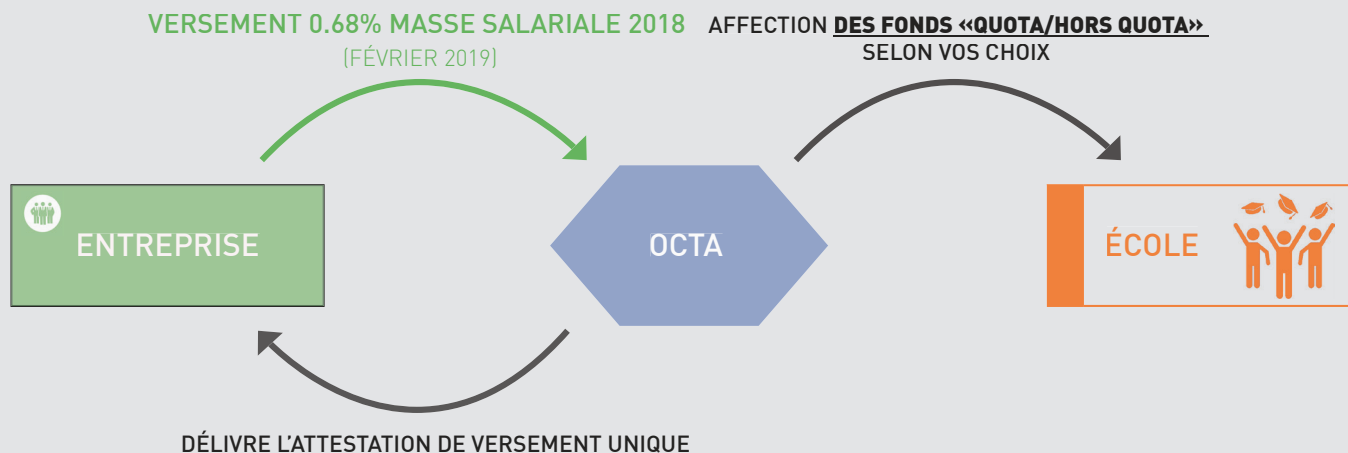 VERSEMENT 0.68% MASSE SALARIALE 2018
(FÉVRIER 2019)
AFFECTION DES FONDS «QUOTA/HORS QUOTA»
SELON VOS CHOIX
ENTREPRISE
OCTA
ÉCOLE
DÉLIVRE L'ATTESTATION DE VERSEMENT UNIQUE